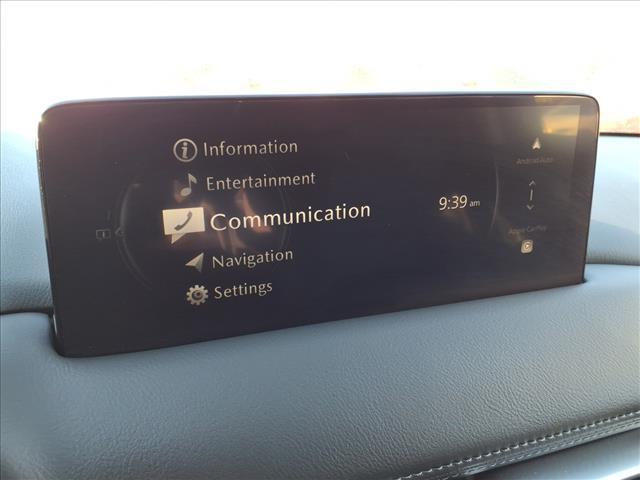 Information
Entertainment
Communication
Navigation
Settings
9:39 am
Android Auto
Apple CarPlay